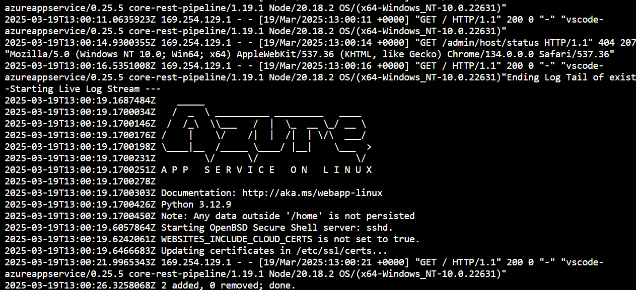 azureappservice/0.25.5 core-rest-pipeline/1.19.1 Node/20.18.2 OS/(x64-Windows_NT-10.0.22631)"
2025-03-19T13:00:11.0635923Z 169.254.129.1 - - [19/Mar/2025:13:00:11 +0000] "GET / HTTP/1.1" 200 0 "-" "vscode-
azureappservice/0.25.5 core-rest-pipeline/1.19.1 Node/20.18.2 OS/(x64-Windows_NT-10.0.22631)"
2025-03-19T13:00:14.9380355Z 169.254.129.1 - - [19/Mar/2025:13:00:14 +0000] "GET /admin/host/status HTTP/1.1" 404 207
"Mozilla/5.0 (Windows NT 10.0; Win64; x64) AppleWebKit/537.36 (KHTML, like Gecko) Chrome/134.0.0.0 Safari/537.36"
2025-03-19T13:00:16.5351008Z 169.254.129.1 - - [19/Mar/2025:13:00:16 +0000] "GET / HTTP/1.1" 200 0 "-" "vscode-
azureappservice/0.25.5 core-rest-pipeline/1.19.1 Node/20.18.2 OS/(x64-Windows_NT-10.0.22631)"Ending Log Tail of exist
-Starting Live Log Stream ---
2025-03-19T13:00:19.1687484Z   _____
2025-03-19T13:00:19.1700034Z  /  _  \ __________ _________   ____
2025-03-19T13:00:19.1700146Z /  /_\  \\___   /  |  \_  __ \_/ __ \
2025-03-19T13:00:19.1700176Z /    |    \/    /|  |  /|  | \/\  ___/
2025-03-19T13:00:19.1700198Z \____|__  /_____ \____/ |__|    \___  >
2025-03-19T13:00:19.1700231Z         \/      \/                  \/
2025-03-19T13:00:19.1700251Z A P P   S E R V I C E   O N   L I N U X
2025-03-19T13:00:19.1700278Z
2025-03-19T13:00:19.1700303Z Documentation: http://aka.ms/webapp-linux
2025-03-19T13:00:19.1700426Z Python 3.12.9
2025-03-19T13:00:19.1700450Z Note: Any data outside '/home' is not persisted
2025-03-19T13:00:19.6057864Z Starting OpenBSD Secure Shell server: sshd.
2025-03-19T13:00:19.6242061Z WEBSITES_INCLUDE_CLOUD_CERTS is not set to true.
2025-03-19T13:00:19.6466683Z Updating certificates in /etc/ssl/certs...
2025-03-19T13:00:21.9965343Z 169.254.129.1 - - [19/Mar/2025:13:00:21 +0000] "GET / HTTP/1.1" 200 0 "-" "vscode-
azureappservice/0.25.5 core-rest-pipeline/1.19.1 Node/20.18.2 OS/(x64-Windows_NT-10.0.22631)"
2025-03-19T13:00:26.3258068Z 2 added, 0 removed; done.